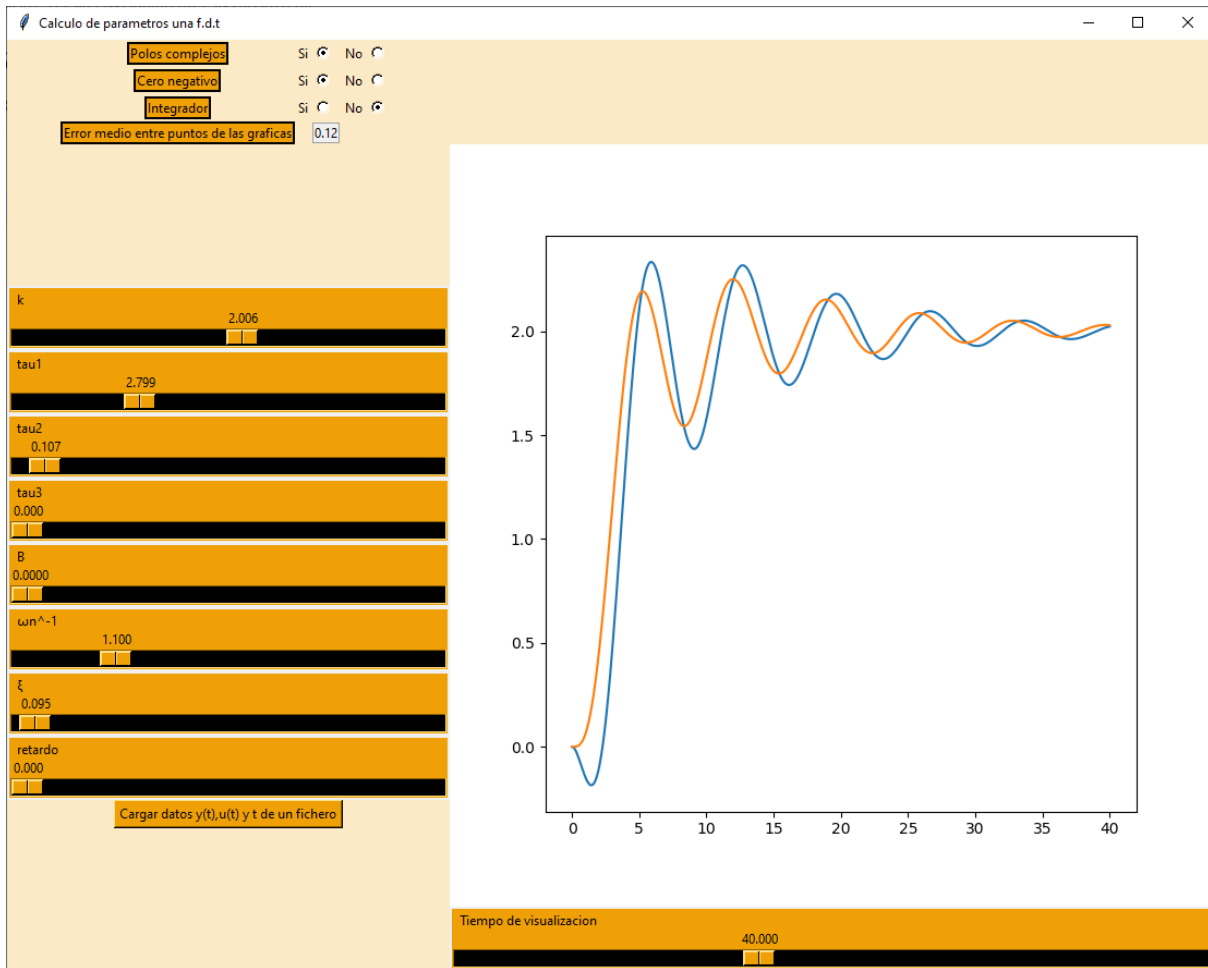 Calculo de parametros una f.d.t
Polos complejos Si No
Cero negativo Si No
Integrador Si No
Error medio entre puntos de las graficas 0.12
k
2.006
tau1
2.799
tau2
0.107
tau3
0.000
B
0.0000
ωn^-1
1.100
ξ
0.095
retardo
0.000
Cargar datos y(t),u(t) y t de un fichero
2.0
1.5
1.0
0.5
0.0
0 5 10 15 20 25 30 35 40
Tiempo de visualizacion
40.000